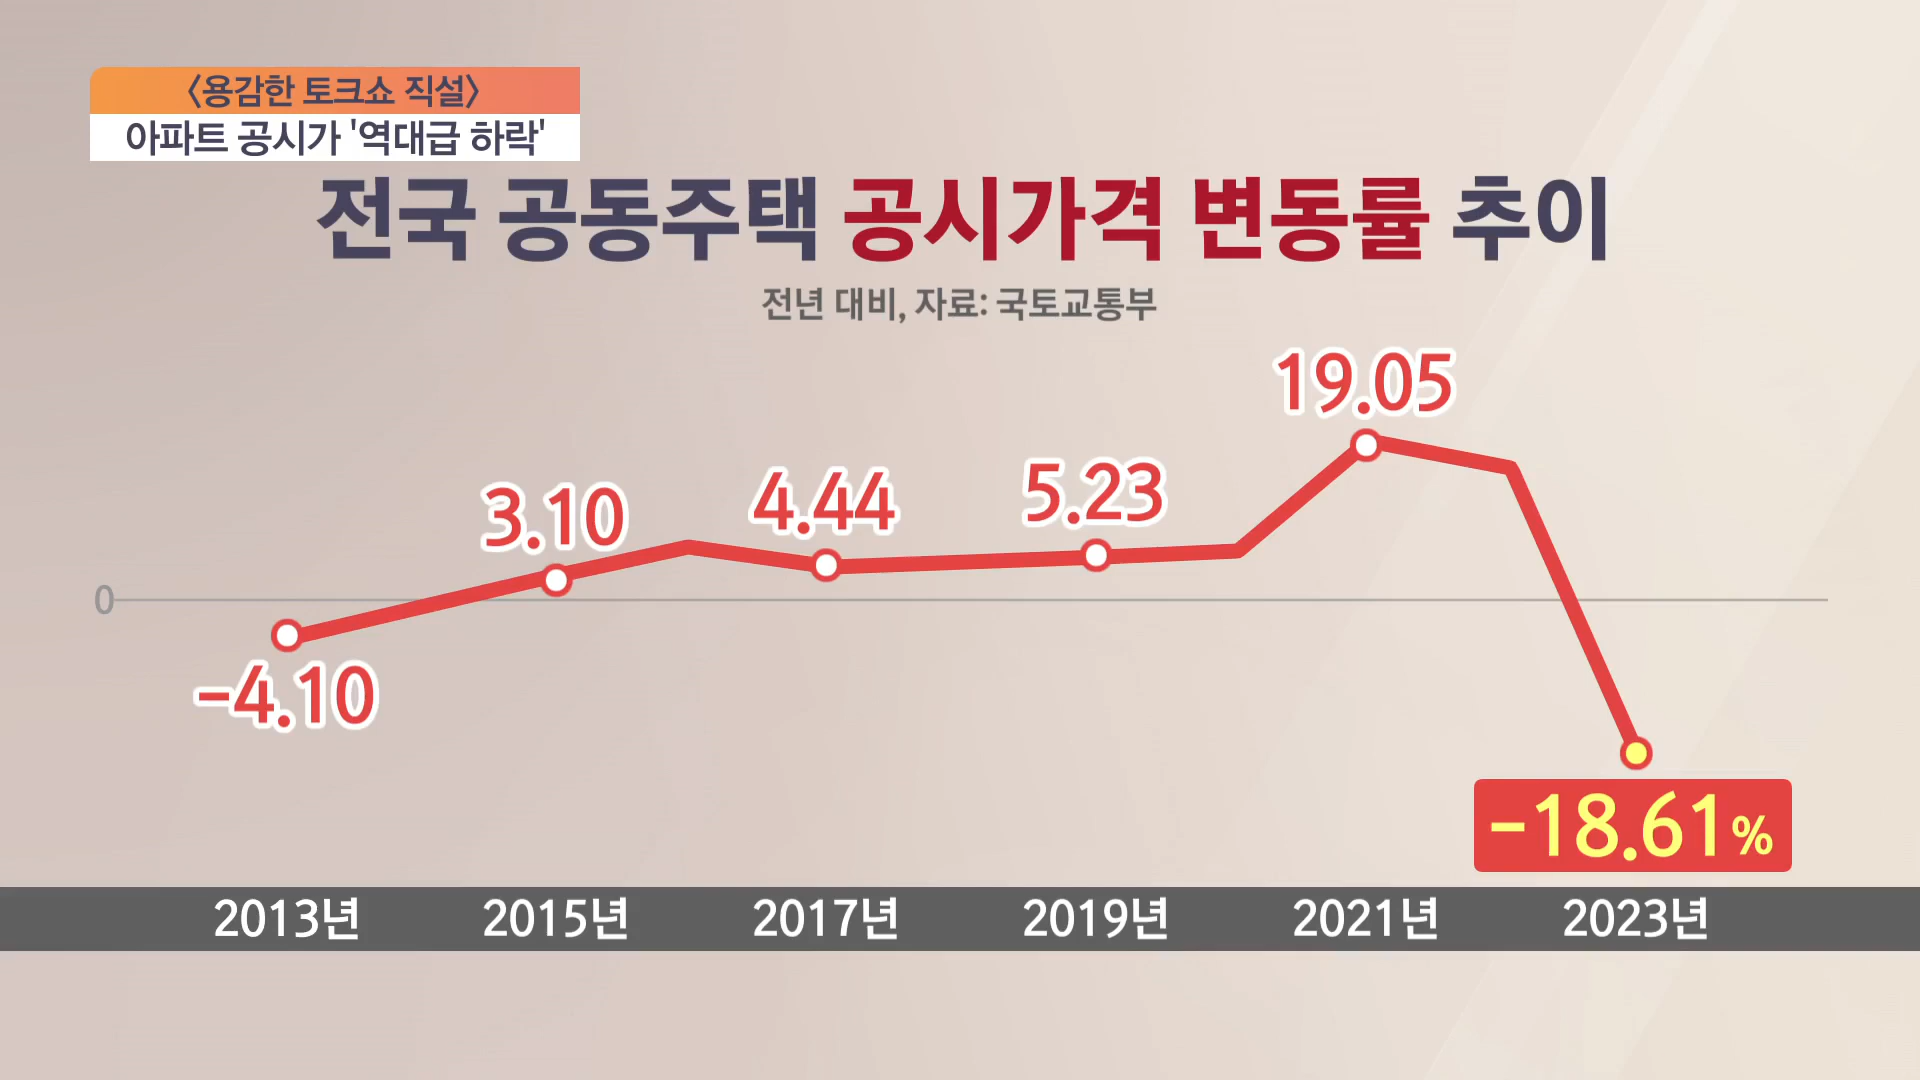 〈용감한 토크쇼 직설〉
아파트 공시가 '역대급 하락'
전국 공동주택 공시가격 변동률 추이
전년 대비, 자료: 국토교통부
19.05
5.23
4.44
3.10
0
-4.10
-18.61%
2013년 2015년 2017년 2019년 2021년 2023년